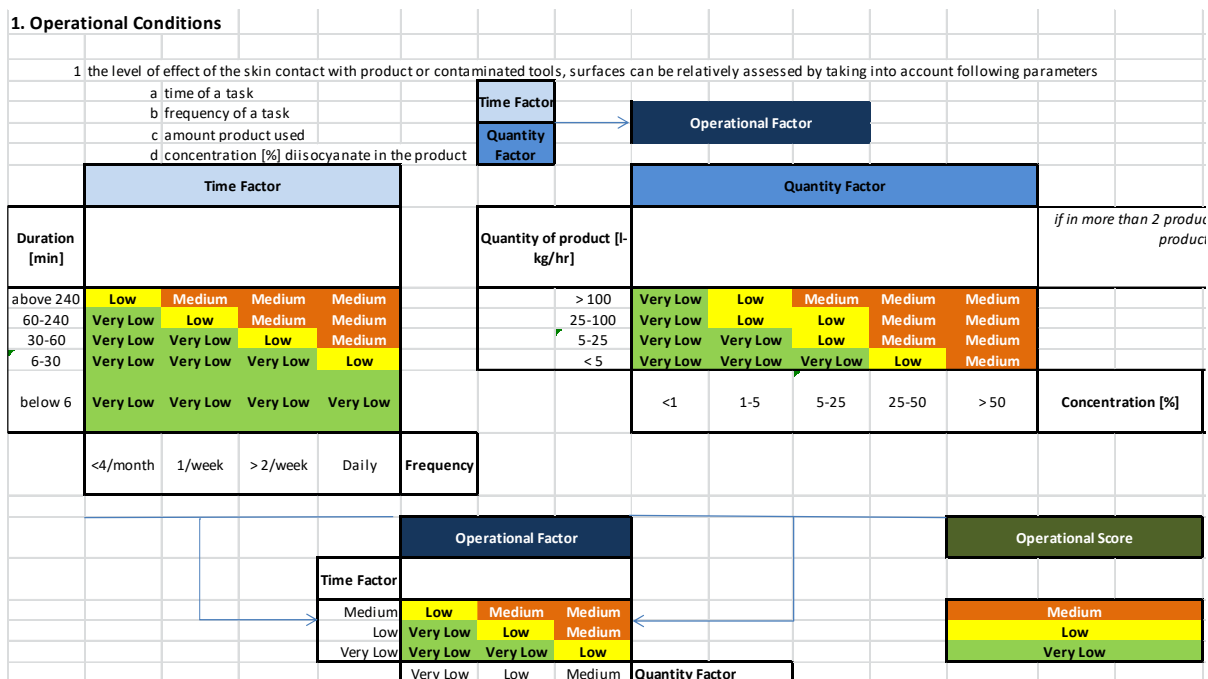 1. Operational Conditions
1 the level of effect of the skin contact with product or contaminated tools, surfaces can be relatively assessed by taking into account following parameters
a time of a task
b frequency of a task
c amount product used
d concentration [%] diisocyanate in the product
Time Factor
Quantity
Factor
Operational Factor
Time Factor
Quantity Factor
Duration
[min]
Quantity of product [l-
kg/hr]
if in more than 2 produc
product
above 240 Low Medium Medium Medium
60-240 Very Low Low Medium Medium
30-60 Very Low Very Low Low Medium
6-30 Very Low Very Low Very Low Low
below 6 Very Low Very Low Very Low Very Low
<4/month 1/week > 2/week Daily Frequency
> 100 Very Low Low Medium Medium Medium
25-100 Very Low Low Low Medium Medium
5-25 Very Low Very Low Low Medium Medium
< 5 Very Low Very Low Very Low Low Medium
<1 1-5 5-25 25-50 > 50 Concentration [%]
Operational Factor
Time Factor
Medium Low Medium Medium
Low Very Low Low Medium
Very Low Very Low Very Low Low
Very Low Low Medium Quantity Factor
Operational Score
Medium
Low
Very Low